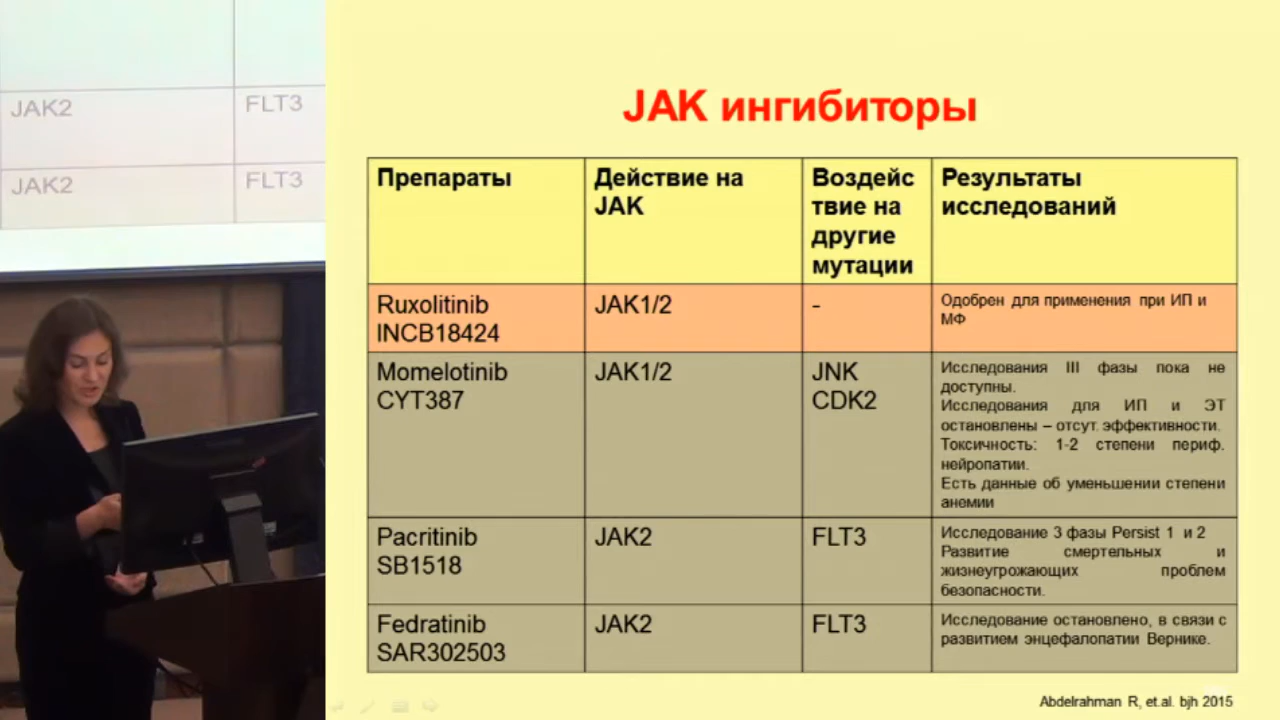 JAK2
FLT3
JAK2
FLT3
JAK ингибиторы
Препараты
Действие на
JAK
Воздейс
твие на
другие
мутации
Результаты
исследований
Ruxolitinib
INCB18424
JAK1/2
-
Одобрен для применения при ИП и
МФ
Momelotinib
CYT387
JAK1/2
JNK
CDK2
Исследования III фазы пока не
доступны.
Исследования для ИП и ЭТ
остановлены – отсут. эффективности.
Токсичность: 1-2 степени периф.
нейропатии.
Есть данные об уменьшении степени
анемии
Pacritinib
SB1518
JAK2
FLT3
Исследование 3 фазы Persist 1 и 2
Развитие смертельных и
жизнеугрожающих проблем
безопасности.
Fedratinib
SAR302503
JAK2
FLT3
Исследование остановлено, в связи с
развитием энцефалопатии Вернике.
Abdelrahman R, et.al. bjh 2015